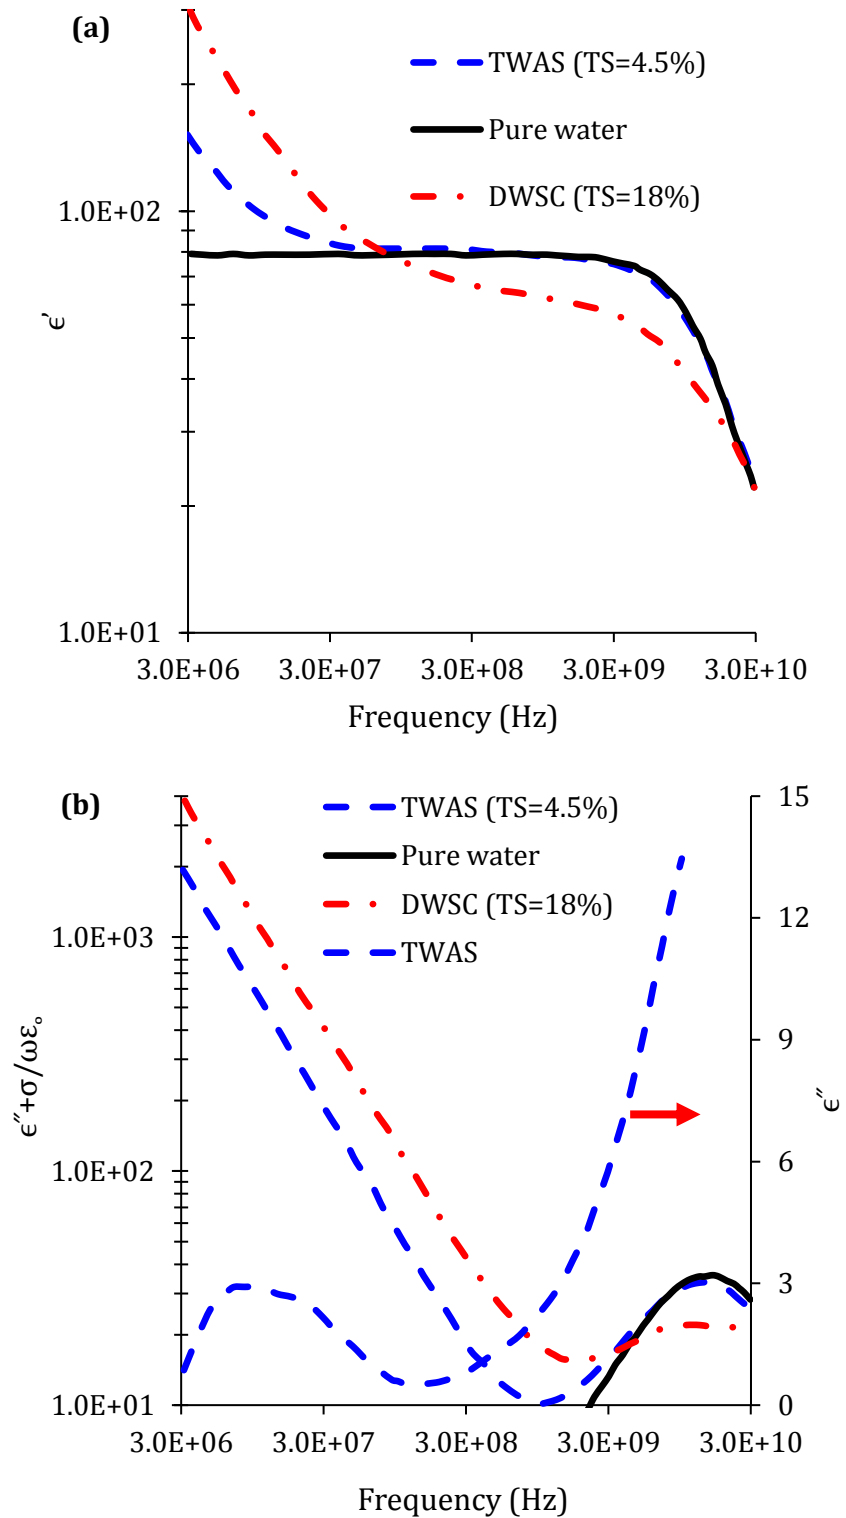 (a)
TWAS (TS=4.5%)
Pure water
DWSC (TS=18%)
1.0E+02
1.0E+01
ϵ'
3.0E+06 3.0E+07 3.0E+08 3.0E+09 3.0E+10
Frequency (Hz)
(b)
TWAS (TS=4.5%)
Pure water
DWSC (TS=18%)
TWAS
1.0E+03
1.0E+02
1.0E+01
ϵ″+σ/ωε₀
15
12
9
6
3
0
ϵ″
3.0E+06 3.0E+07 3.0E+08 3.0E+09 3.0E+10
Frequency (Hz)